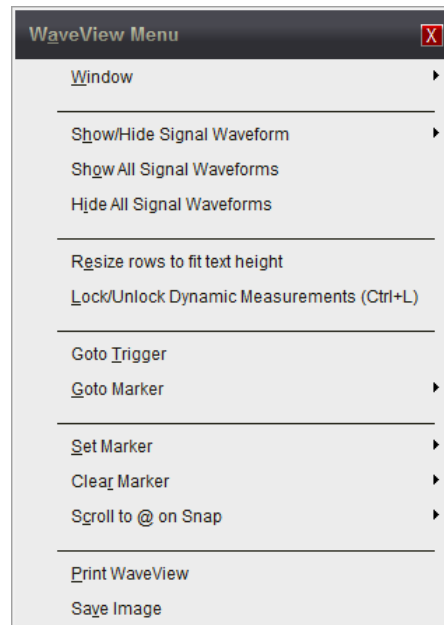 WaveView Menu X
Window
Show/Hide Signal Waveform
Show All Signal Waveforms
Hide All Signal Waveforms
Resize rows to fit text height
Lock/Unlock Dynamic Measurements (Ctrl+L)
Goto Trigger
Goto Marker
Set Marker
Clear Marker
Scroll to @ on Snap
Print WaveView
Save Image